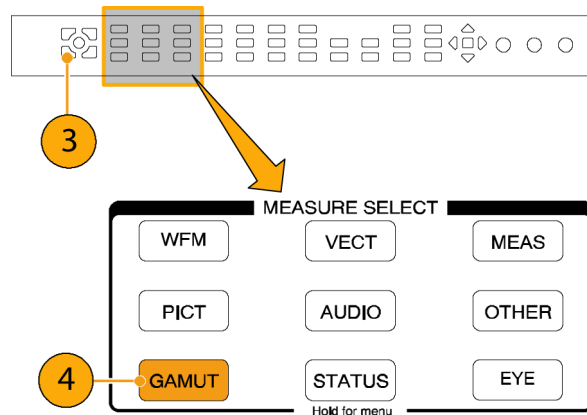 3
MEASURE SELECT
WFM VECT MEAS
PICT AUDIO OTHER
4 GAMUT STATUS EYE
Hold for menu